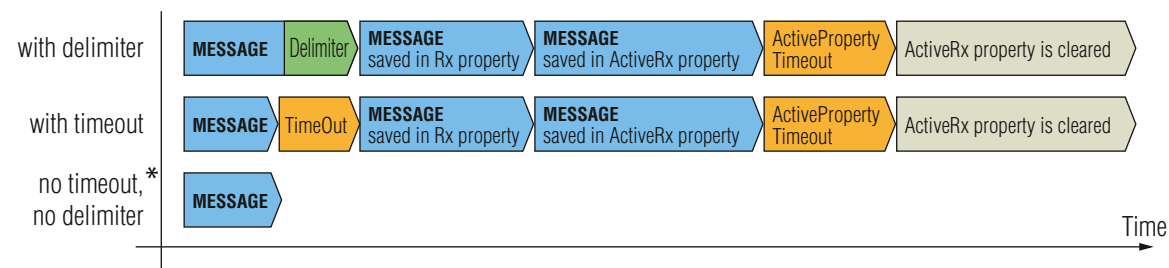 with delimiter
MESSAGE
Delimiter
MESSAGE
saved in Rx property
MESSAGE
saved in ActiveRx property
ActiveProperty
Timeout
ActiveRx property is cleared
with timeout
MESSAGE
TimeOut
MESSAGE
saved in Rx property
MESSAGE
saved in ActiveRx property
ActiveProperty
Timeout
ActiveRx property is cleared
no timeout,*
no delimiter
MESSAGE
Time